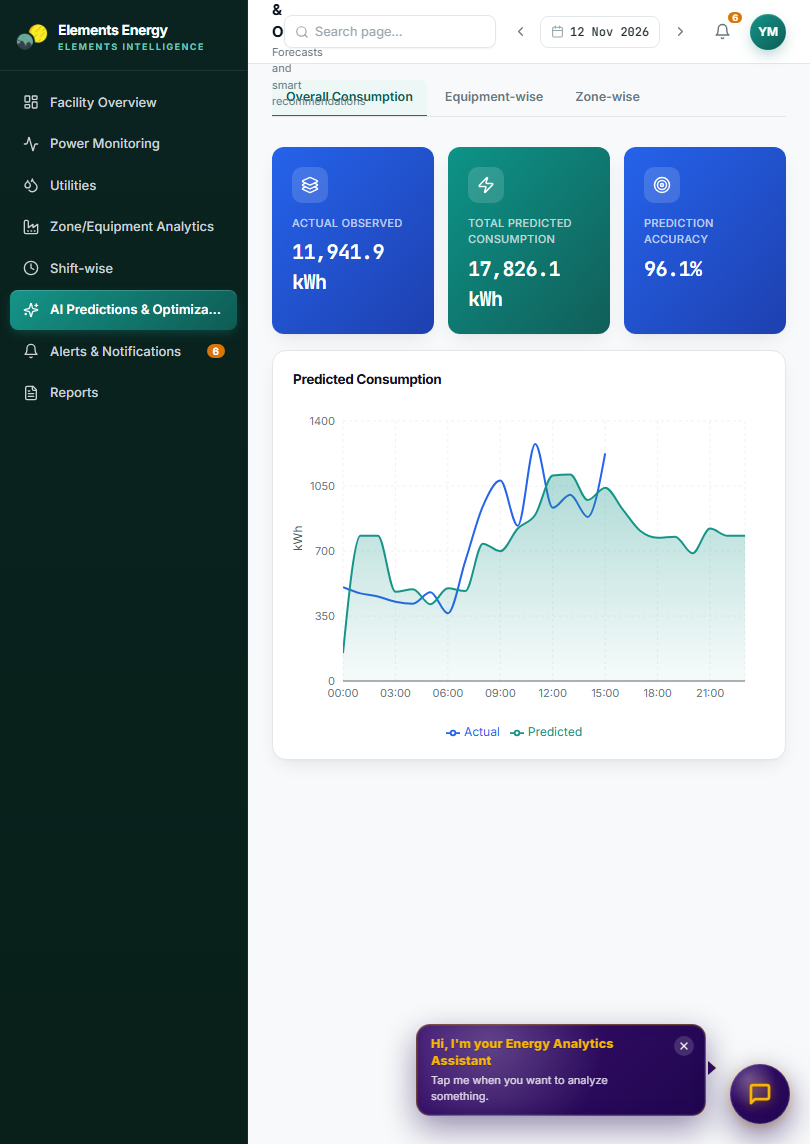 Elements Energy
ELEMENTS INTELLIGENCE
Facility Overview
Power Monitoring
Utilities
Zone/Equipment Analytics
Shift-wise
AI Predictions & Optimiza...
Alerts & Notifications
6
Reports
&
O
Forecasts
and
smart
recommendations
Search page...
12 Nov 2026
6
YM
Overall Consumption
Equipment-wise
Zone-wise
ACTUAL OBSERVED
11,941.9
kWh
TOTAL PREDICTED
CONSUMPTION
17,826.1
kWh
PREDICTION
ACCURACY
96.1%
Predicted Consumption
kWh
1400
1050
700
350
0
00:00 03:00 06:00 09:00 12:00 15:00 18:00 21:00
Actual Predicted
Hi, I'm your Energy Analytics
Assistant
Tap me when you want to analyze
something.